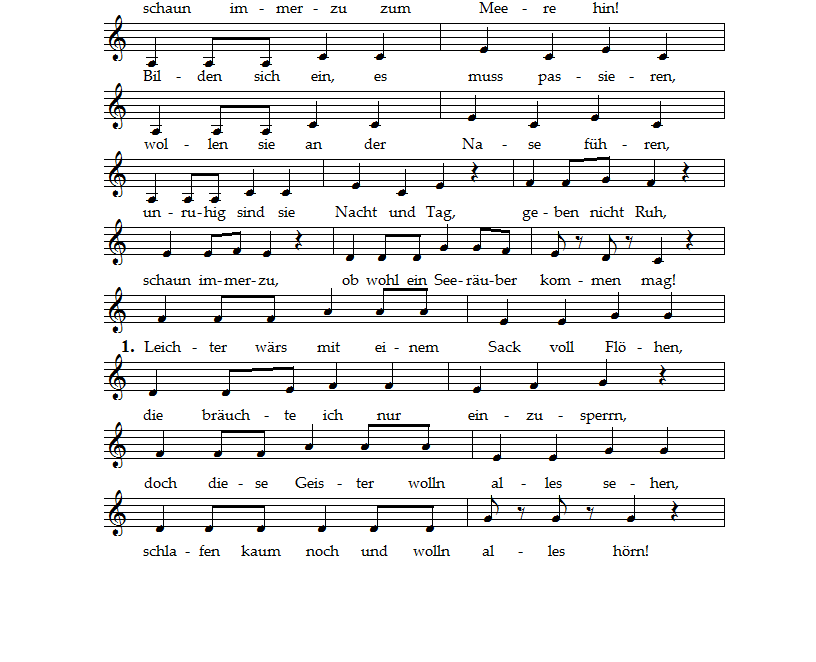 schaun im - mer - zu zum Mee - re hin!
Bil - den sich ein, es muss pas - sie - ren,
wol - len sie an der Na - se füh - ren,
un - ru-hig sind sie Nacht und Tag, ge - ben nicht Ruh,
schaun im-mer-zu, ob wohl ein See-räu-ber kom - men mag!
1. Leich - ter wärs mit ei - nem Sack voll Flö - hen,
die bräuch - te ich nur ein - zu - sperrn,
doch die - se Geis - ter wolln al - les se - hen,
schla - fen kaum noch und wolln al - les hörn!